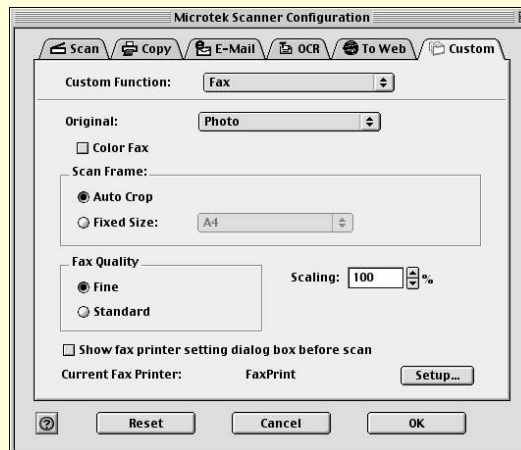 Microtek Scanner Configuration
Scan Copy E-Mail OCR To Web Custom
Custom Function: Fax
Original: Photo
Color Fax
Scan Frame:
Auto Crop
Fixed Size: A4
Fax Quality
Fine
Standard
Scaling: 100 %
Show fax printer setting dialog box before scan
Current Fax Printer: FaxPrint Setup...
? Reset Cancel OK